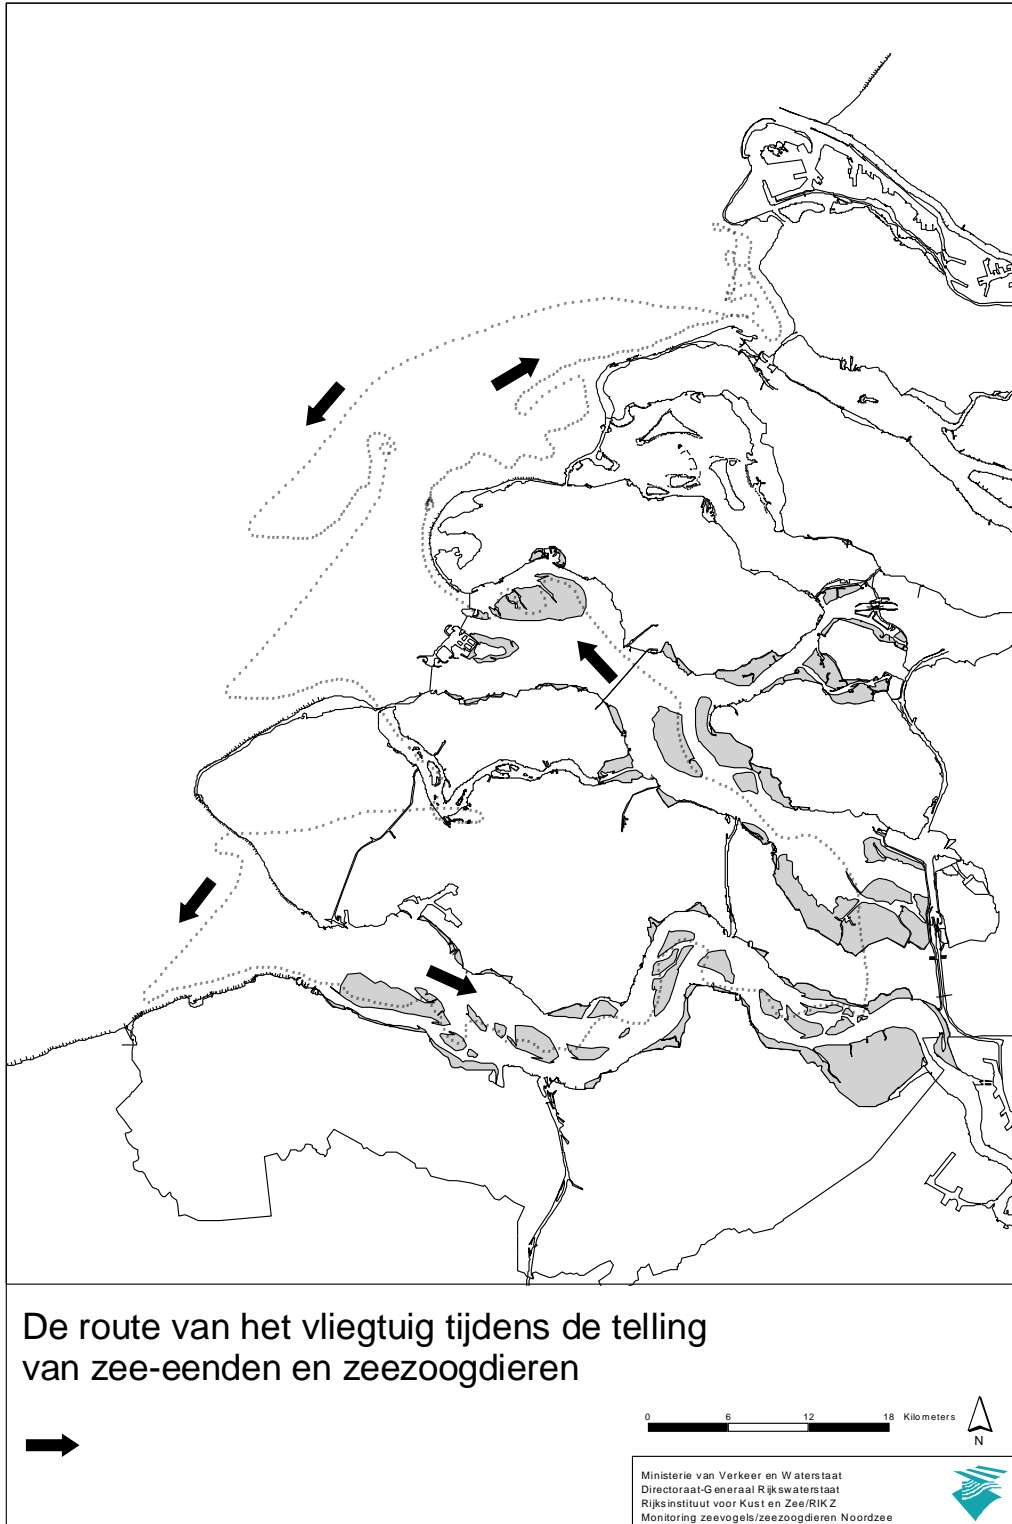 De route van het vliegtuig tijdens de telling
van zee-eenden en zeezoogdieren
0 6 12 18 Kilometers
N
Ministerie van Verkeer en Waterstaat
Directoraat-Generaal Rijkswaterstaat
Rijksinstituut voor Kust en Zee/RIKZ
Monitoring zeevogels/zeezoogdieren Noordzee